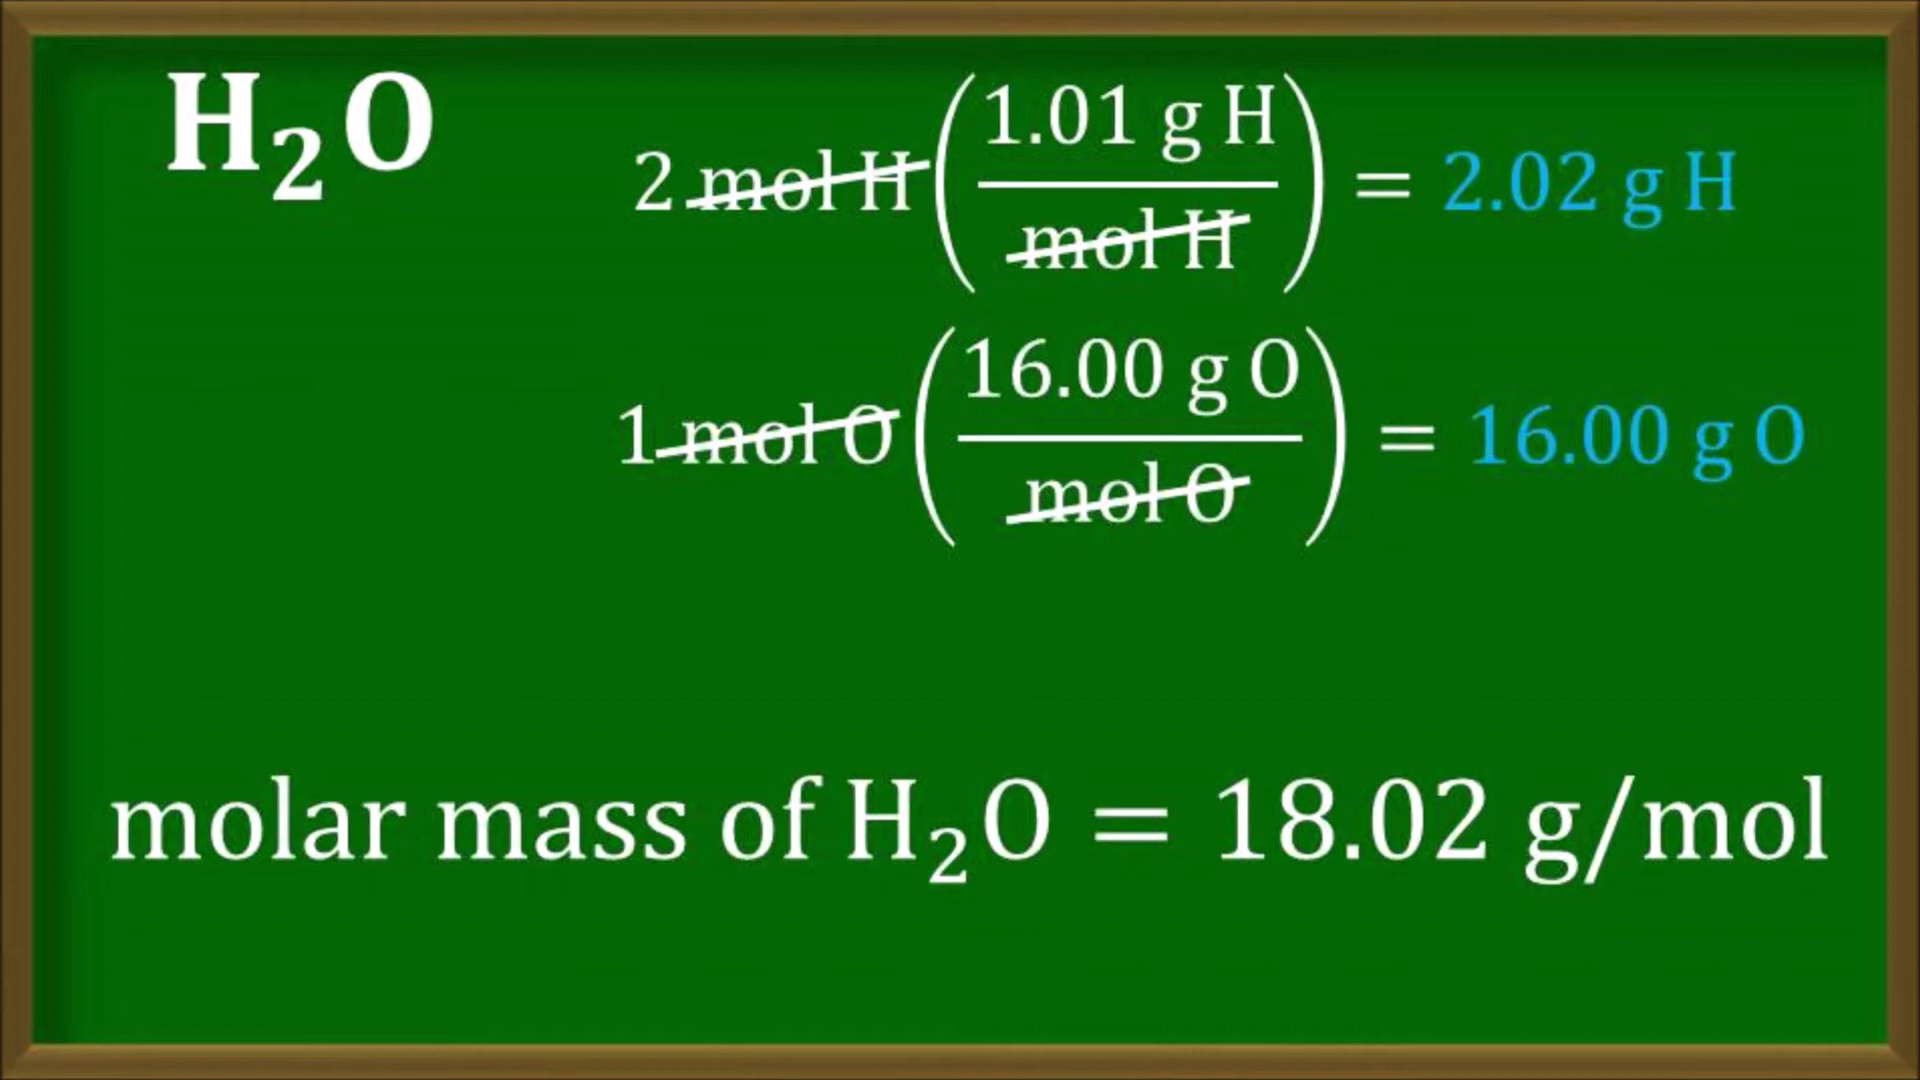 H₂O
2 mol H (1.01 g H / mol H) = 2.02 g H
1 mol O (16.00 g O / mol O) = 16.00 g O
molar mass of H₂O = 18.02 g/mol